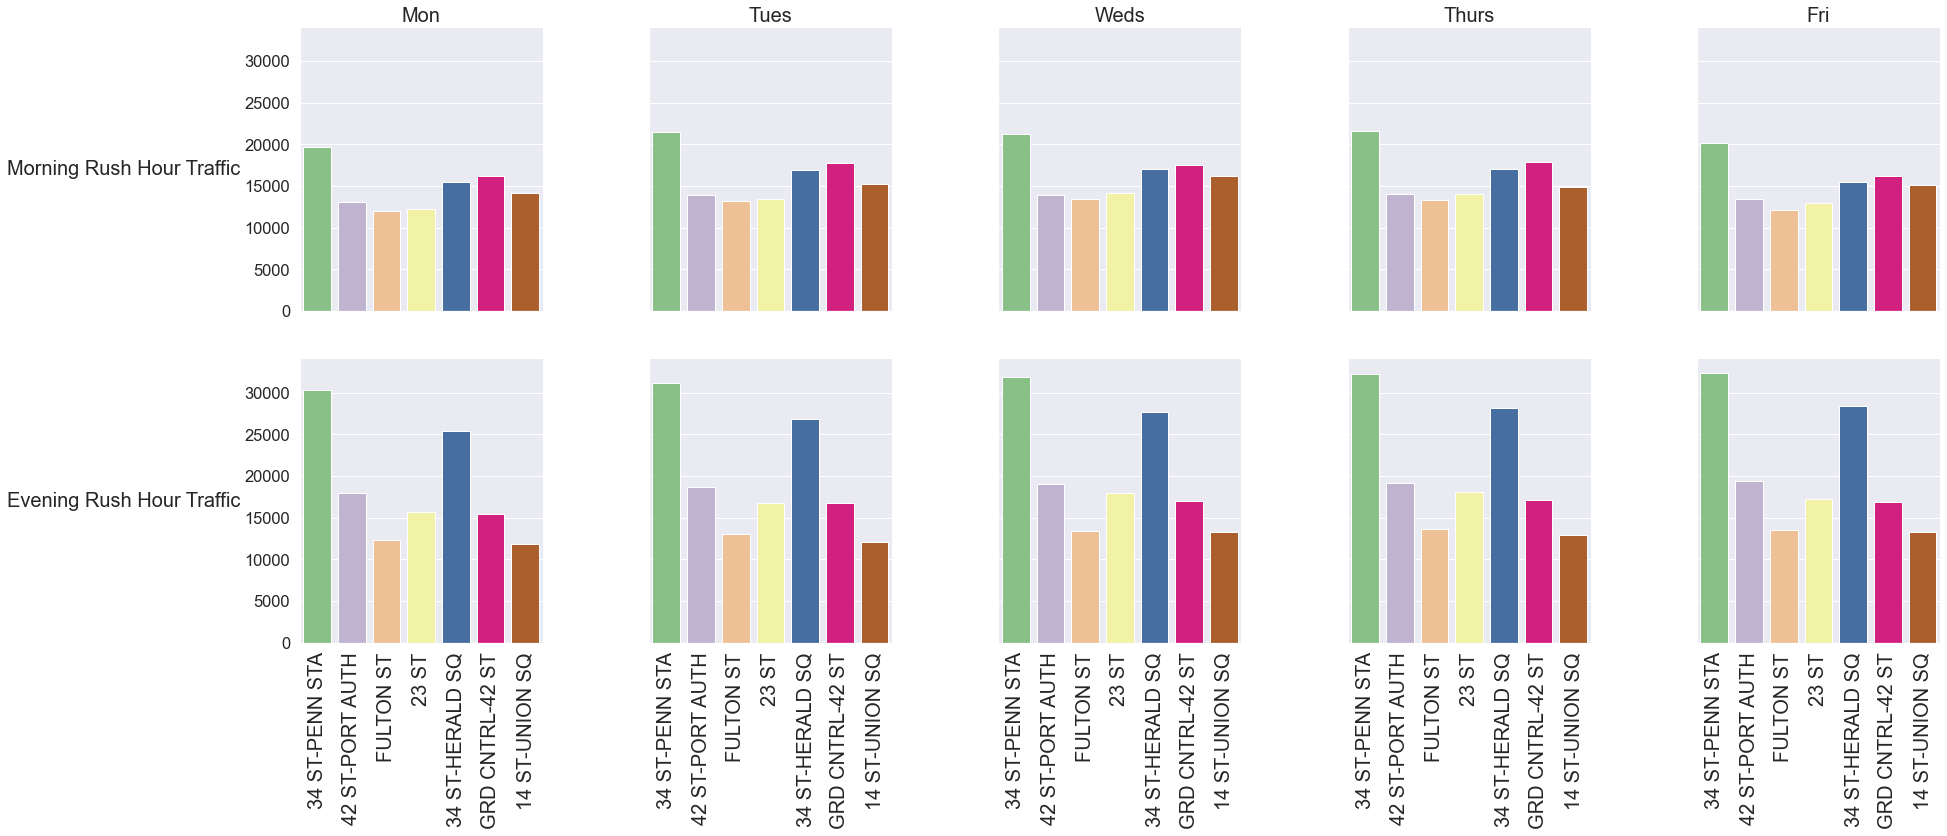 Mon Tues Weds Thurs Fri
30000
25000
20000
15000
10000
5000
0
Morning Rush Hour Traffic
30000
25000
20000
15000
10000
5000
0
Evening Rush Hour Traffic
34 ST-PENN STA
42 ST-PORT AUTH
FULTON ST
23 ST
34 ST-HERALD SQ
GRD CNTRL-42 ST
14 ST-UNION SQ
34 ST-PENN STA
42 ST-PORT AUTH
FULTON ST
23 ST
34 ST-HERALD SQ
GRD CNTRL-42 ST
14 ST-UNION SQ
34 ST-PENN STA
42 ST-PORT AUTH
FULTON ST
23 ST
34 ST-HERALD SQ
GRD CNTRL-42 ST
14 ST-UNION SQ
34 ST-PENN STA
42 ST-PORT AUTH
FULTON ST
23 ST
34 ST-HERALD SQ
GRD CNTRL-42 ST
14 ST-UNION SQ
34 ST-PENN STA
42 ST-PORT AUTH
FULTON ST
23 ST
34 ST-HERALD SQ
GRD CNTRL-42 ST
14 ST-UNION SQ